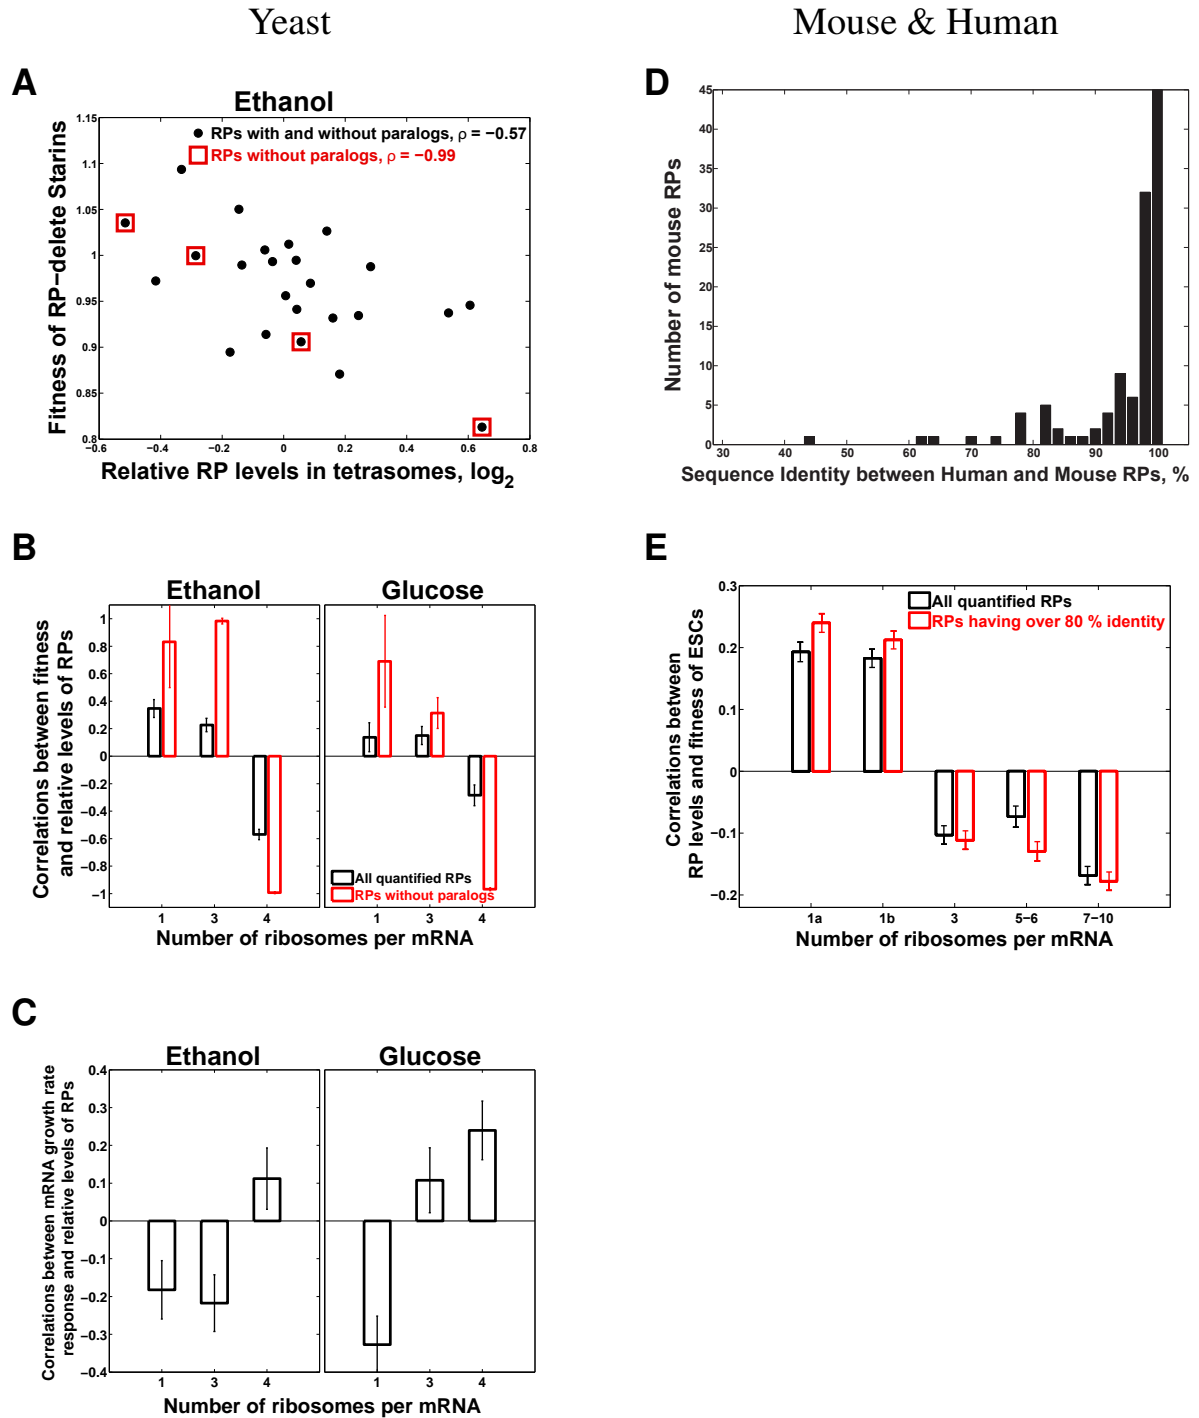 Yeast
Mouse & Human
A
Ethanol
RPs with and without paralogs, ρ = −0.57
RPs without paralogs, ρ = −0.99
Fitness of RP−delete Starins
1.15
1.1
1.05
1
0.95
0.9
0.85
0.8
−0.6 −0.4 −0.2 0 0.2 0.4 0.6 0.8
Relative RP levels in tetrasomes, log2
D
Number of mouse RPs
45
40
35
30
25
20
15
10
5
0
30 40 50 60 70 80 90 100
Sequence Identity between Human and Mouse RPs, %
B
Ethanol Glucose
Correlations between fitness
and relative levels of RPs
1
0.8
0.6
0.4
0.2
0
−0.2
−0.4
−0.6
−0.8
−1
All quantified RPs
RPs without paralogs
1 3 4 1 3 4
Number of ribosomes per mRNA
E
Correlations between
RP levels and fitness of ESCs
0.3
0.2
0.1
0
−0.1
−0.2
All quantified RPs
RPs having over 80 % identity
1a 1b 3 5−6 7−10
Number of ribosomes per mRNA
C
Ethanol Glucose
Correlations between mRNA growth rate
response and relative levels of RPs
0.4
0.3
0.2
0.1
0
−0.1
−0.2
−0.3
−0.4
1 3 4 1 3 4
Number of ribosomes per mRNA